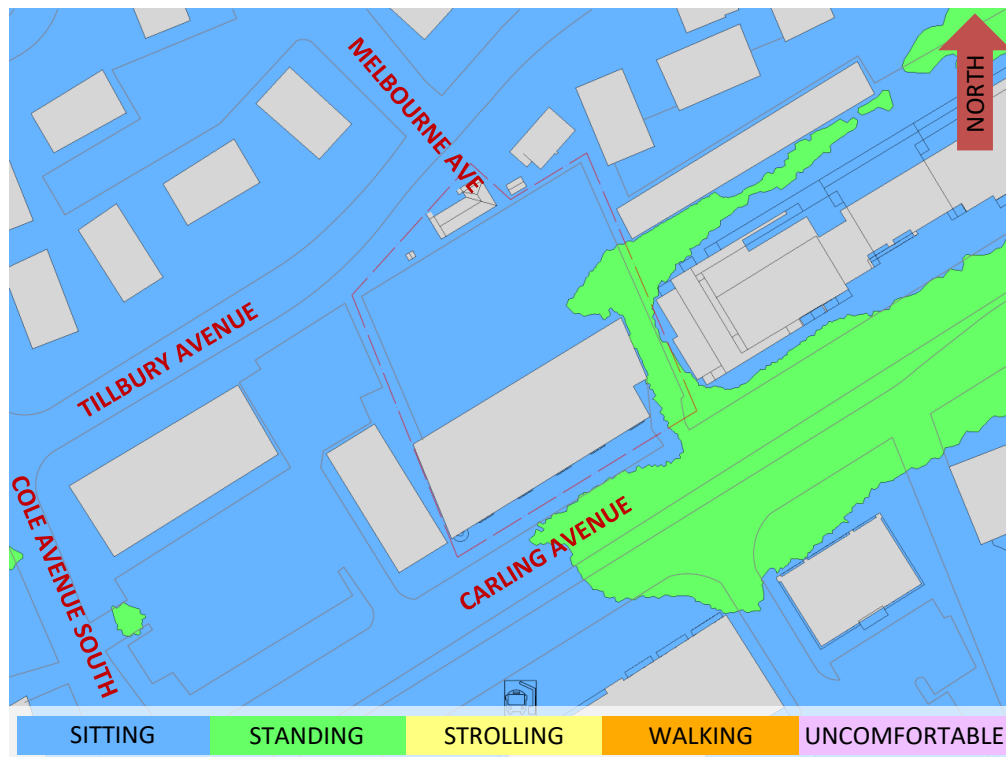 MELBOURNE AVE
NORTH
TILLBURY AVENUE
COLE AVENUE SOUTH
CARLING AVENUE
SITTING
STANDING
STROLLING
WALKING
UNCOMFORTABLE